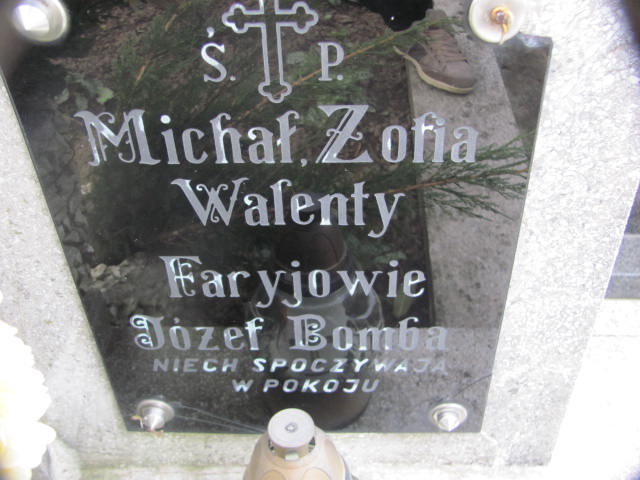 Ś. P.
Michał, Zofia
Walenty
Faryjowie
Józef Bomba
NIECH SPOCZYWAJĄ
W POKOJU